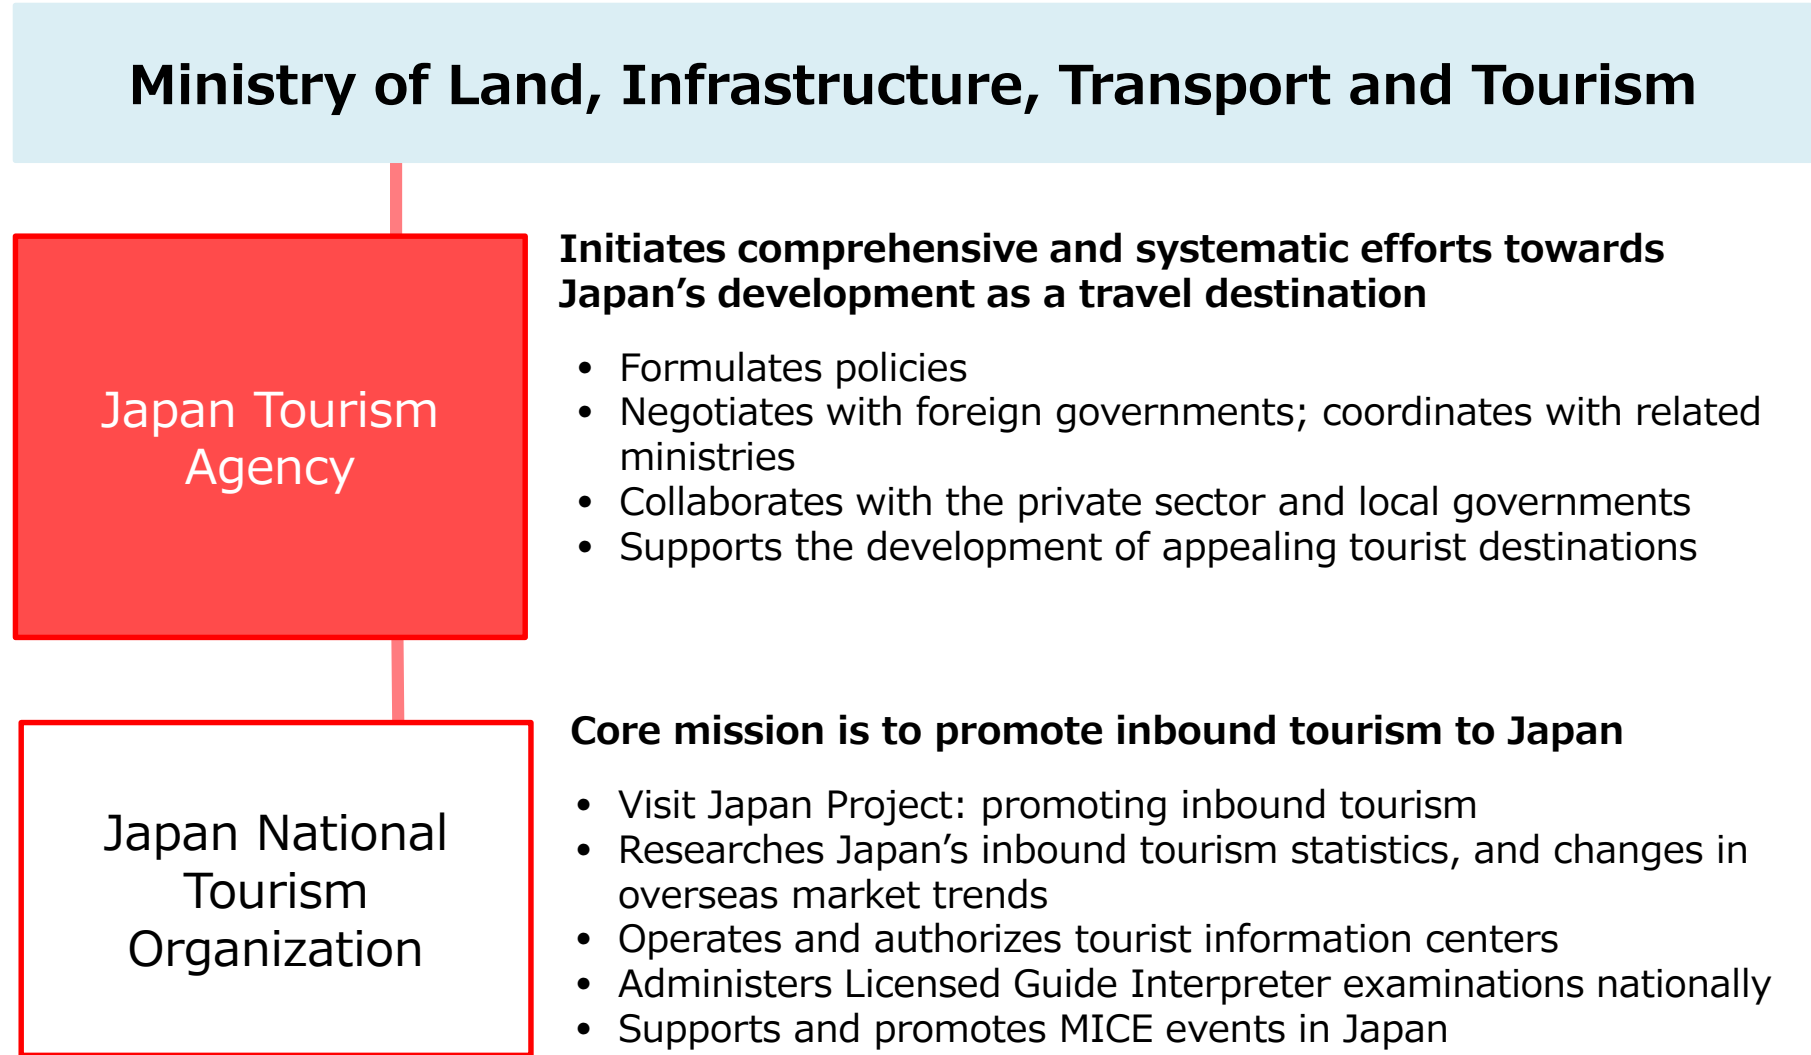 Ministry of Land, Infrastructure, Transport and Tourism
Japan Tourism
Agency
Initiates comprehensive and systematic efforts towards
Japan’s development as a travel destination
• Formulates policies
• Negotiates with foreign governments; coordinates with related
ministries
• Collaborates with the private sector and local governments
• Supports the development of appealing tourist destinations
Japan National
Tourism
Organization
Core mission is to promote inbound tourism to Japan
• Visit Japan Project: promoting inbound tourism
• Researches Japan’s inbound tourism statistics, and changes in
overseas market trends
• Operates and authorizes tourist information centers
• Administers Licensed Guide Interpreter examinations nationally
• Supports and promotes MICE events in Japan